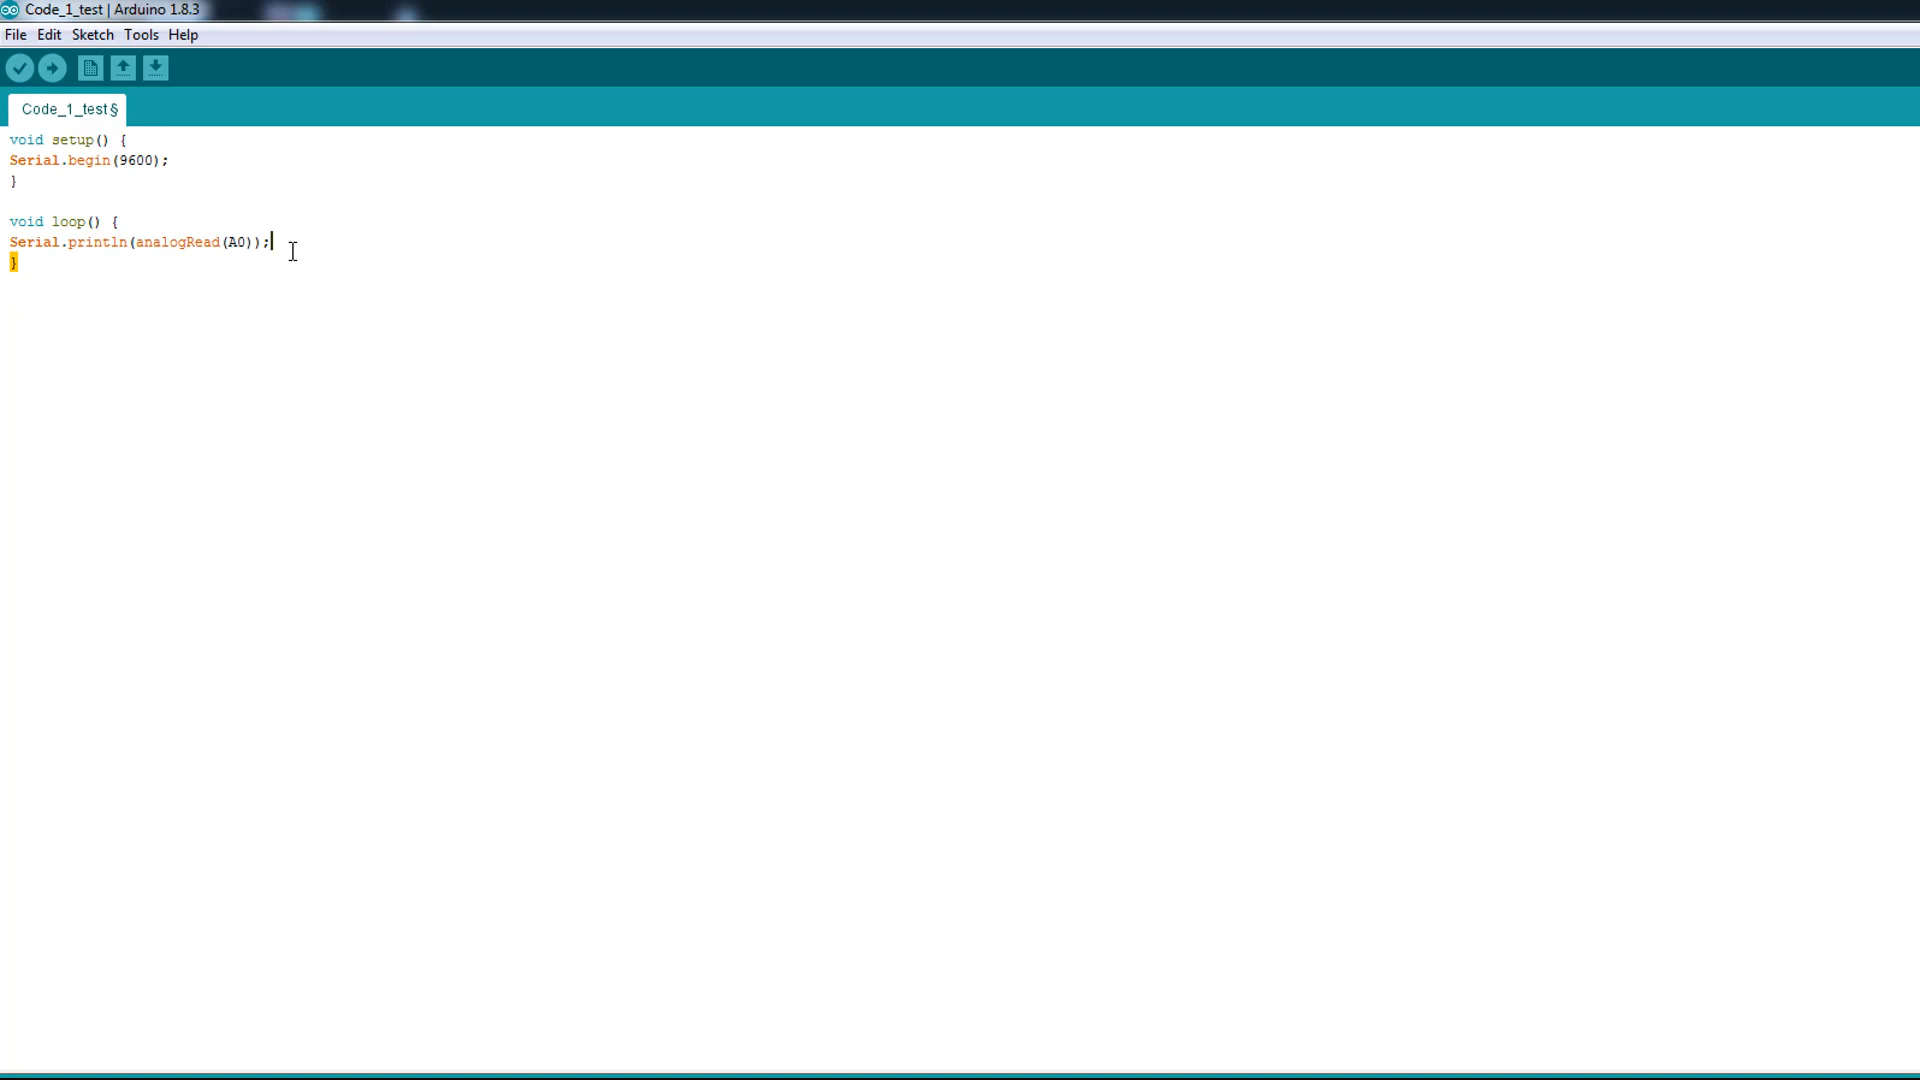 Code_1_test | Arduino 1.8.3
File Edit Sketch Tools Help
Code_1_test§
void setup() {
Serial.begin(9600);
}
void loop() {
Serial.println(analogRead(A0));
}